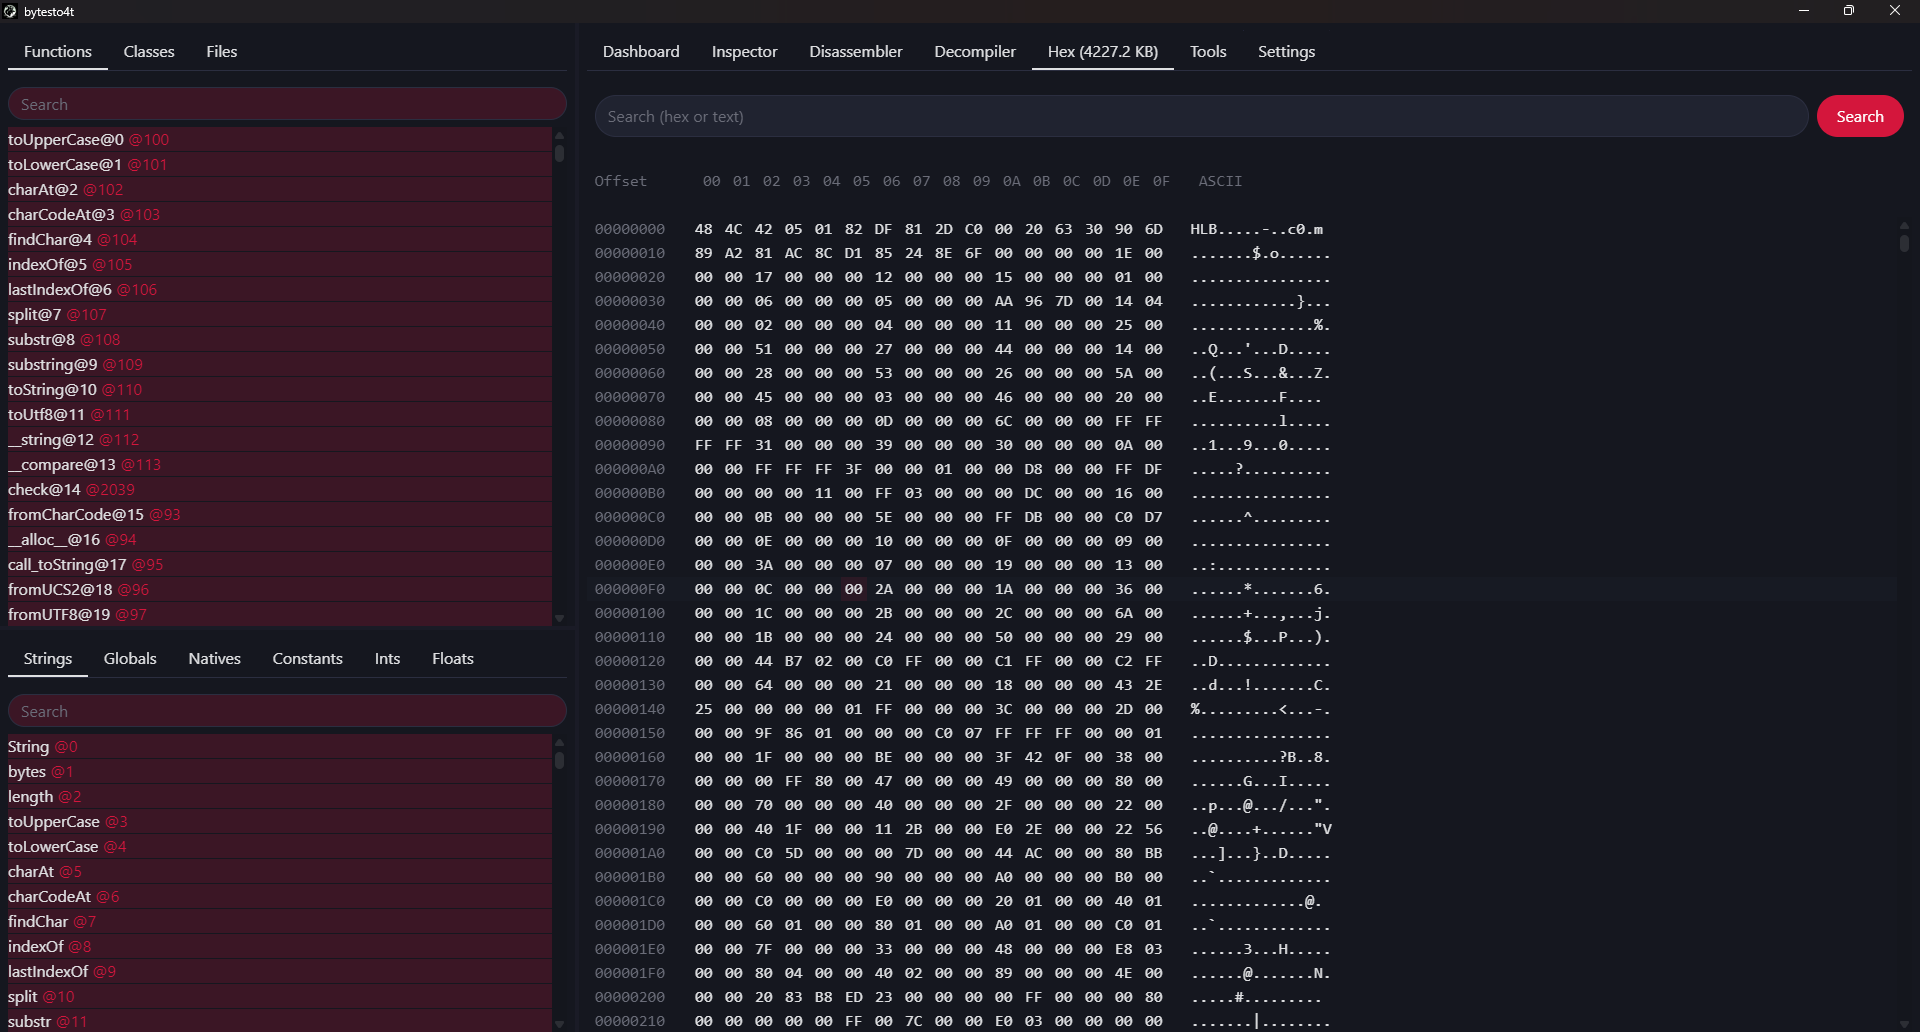 bytesto4t
Functions Classes Files
Search
toUpperCase@0 @100
toLowerCase@1 @101
charAt@2 @102
charCodeAt@3 @103
findChar@4 @104
indexOf@5 @105
lastIndexOf@6 @106
split@7 @107
substr@8 @108
substring@9 @109
toString@10 @110
toUtf8@11 @111
__string@12 @112
__compare@13 @113
check@14 @2039
fromCharCode@15 @93
__alloc__@16 @94
call_toString@17 @95
fromUCS2@18 @96
fromUTF8@19 @97
Strings Globals Natives Constants Ints Floats
Search
String @0
bytes @1
length @2
toUpperCase @3
toLowerCase @4
charAt @5
charCodeAt @6
findChar @7
indexOf @8
lastIndexOf @9
split @10
substr @11
Dashboard Inspector Disassembler Decompiler Hex (4227.2 KB) Tools Settings
Search (hex or text) Search
Offset 00 01 02 03 04 05 06 07 08 09 0A 0B 0C 0D 0E 0F ASCII
00000000 48 4C 42 05 01 82 DF 81 2D C0 00 20 63 30 90 6D HLB.....-..c0.m
00000010 89 A2 81 AC 8C D1 85 24 8E 6F 00 00 00 00 1E 00 .......$.o......
00000020 00 00 17 00 00 00 12 00 00 00 15 00 00 00 01 00 ................
00000030 00 00 06 00 00 00 05 00 00 00 AA 96 7D 00 14 04 ............}...
00000040 00 00 02 00 00 00 04 00 00 00 11 00 00 00 25 00 ..............%.
00000050 00 00 51 00 00 00 27 00 00 00 44 00 00 00 14 00 ..Q...'...D.....
00000060 00 00 28 00 00 00 53 00 00 00 26 00 00 00 5A 00 ..(...S...&...Z.
00000070 00 00 45 00 00 00 03 00 00 00 46 00 00 00 20 00 ..E.......F....
00000080 00 00 08 00 00 00 0D 00 00 00 6C 00 00 00 FF FF ..........l.....
00000090 FF FF 31 00 00 00 39 00 00 00 30 00 00 00 0A 00 ..1...9...0.....
000000A0 00 00 FF FF FF 3F 00 00 01 00 00 D8 00 00 FF DF .....?..........
000000B0 00 00 00 00 11 00 FF 03 00 00 00 DC 00 00 16 00 ................
000000C0 00 00 0B 00 00 00 5E 00 00 00 FF DB 00 00 C0 D7 ......^.........
000000D0 00 00 0E 00 00 00 10 00 00 00 0F 00 00 00 09 00 ................
000000E0 00 00 3A 00 00 00 07 00 00 00 19 00 00 00 13 00 ..:.............
000000F0 00 00 0C 00 00 00 2A 00 00 00 1A 00 00 00 36 00 ......*.......6.
00000100 00 00 1C 00 00 00 2B 00 00 00 2C 00 00 00 6A 00 ......+...,...j.
00000110 00 00 1B 00 00 00 24 00 00 00 50 00 00 00 29 00 ......$...P...).
00000120 00 00 44 B7 02 00 C0 FF 00 00 C1 FF 00 00 C2 FF ..D.............
00000130 00 00 64 00 00 00 21 00 00 00 18 00 00 00 43 2E ..d...!.......C.
00000140 25 00 00 00 00 01 FF 00 00 00 3C 00 00 00 2D 00 %.........<...-.
00000150 00 00 9F 86 01 00 00 00 C0 07 FF FF FF 00 00 01 ................
00000160 00 00 1F 00 00 00 BE 00 00 00 3F 42 0F 00 38 00 ..........?B..8.
00000170 00 00 00 FF 80 00 47 00 00 00 49 00 00 00 80 00 ......G...I.....
00000180 00 00 70 00 00 00 40 00 00 00 2F 00 00 00 22 00 ..p...@.../...".
00000190 00 00 40 1F 00 00 11 2B 00 00 E0 2E 00 00 22 56 ..@....+......"V
000001A0 00 00 C0 5D 00 00 00 7D 00 00 44 AC 00 00 80 BB ...]...}..D.....
000001B0 00 00 60 00 00 00 90 00 00 00 A0 00 00 00 B0 00 ..`.............
000001C0 00 00 C0 00 00 00 E0 00 00 00 20 01 00 00 40 01 .............@.
000001D0 00 00 60 01 00 00 80 01 00 00 A0 01 00 00 C0 01 ..`.............
000001E0 00 00 7F 00 00 00 33 00 00 00 48 00 00 00 E8 03 ......3...H.....
000001F0 00 00 80 04 00 00 40 02 00 00 89 00 00 00 4E 00 ......@.......N.
00000200 00 00 20 83 B8 ED 23 00 00 00 00 FF 00 00 00 80 .....#.........
00000210 00 00 00 00 00 FF 00 7C 00 00 E0 03 00 00 00 00 .......|........